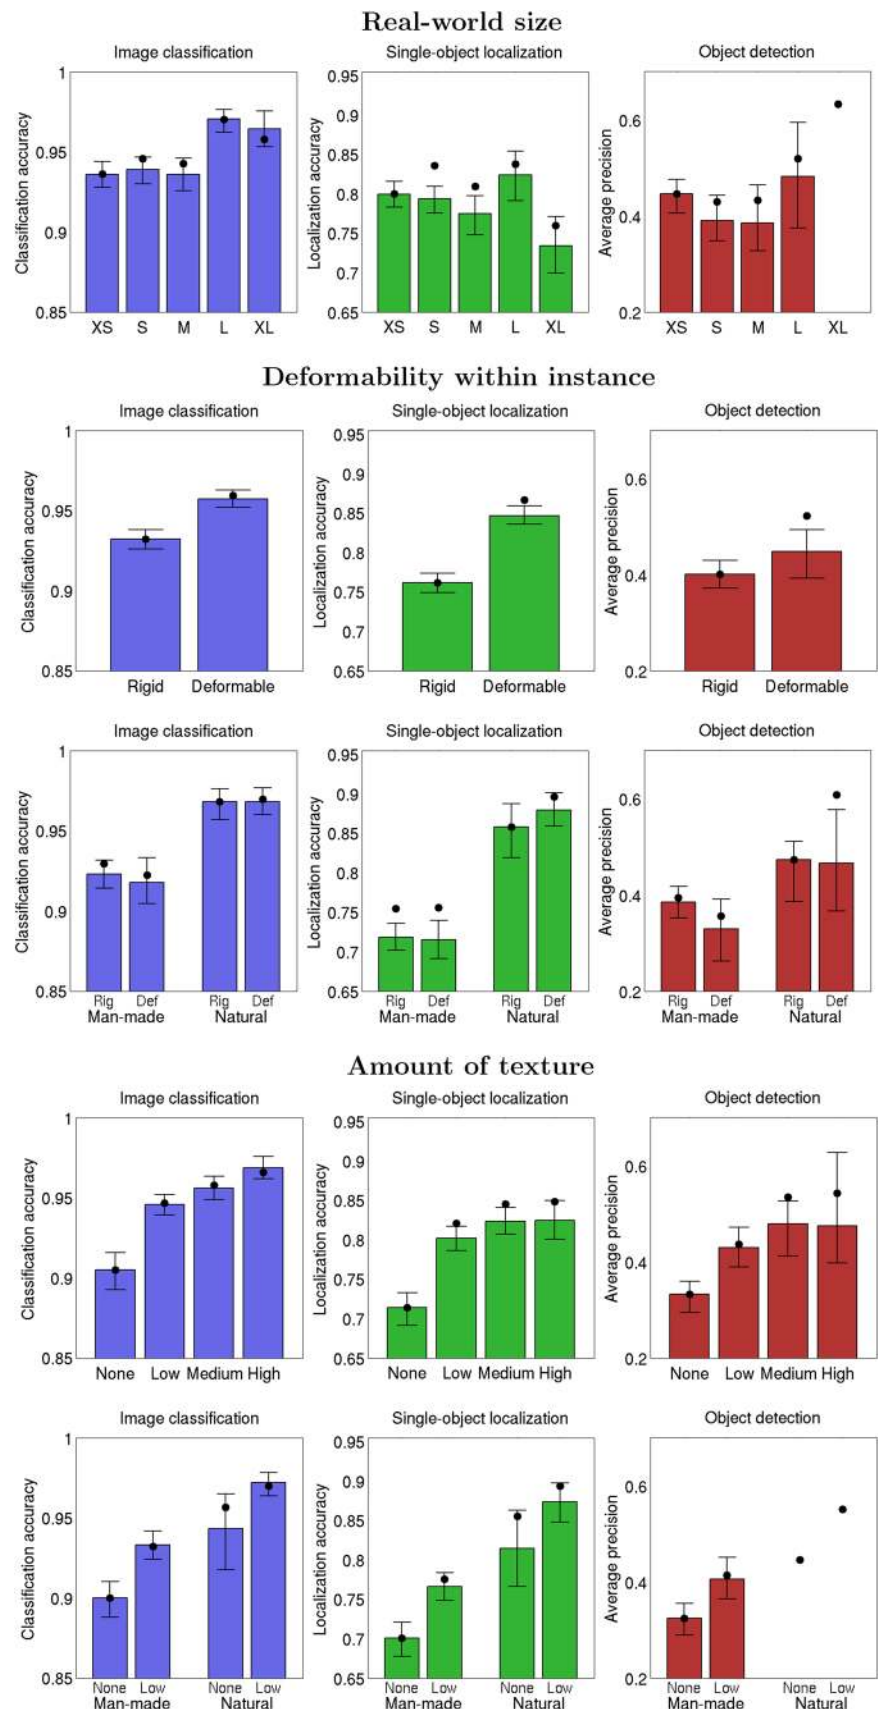 Real-world size
Image classification
Single-object localization
Object detection
Classification accuracy
1
0.95
0.9
0.85
XS S M L XL
Localization accuracy
0.95
0.9
0.85
0.8
0.75
0.7
0.65
XS S M L XL
Average precision
0.6
0.4
0.2
XS S M L XL
Deformability within instance
Image classification
Single-object localization
Object detection
Classification accuracy
1
0.95
0.9
0.85
Rigid Deformable
Localization accuracy
0.95
0.9
0.85
0.8
0.75
0.7
0.65
Rigid Deformable
Average precision
0.6
0.4
0.2
Rigid Deformable
Image classification
Single-object localization
Object detection
Classification accuracy
1
0.95
0.9
0.85
Rig Def Rig Def
Man-made Natural
Localization accuracy
0.95
0.9
0.85
0.8
0.75
0.7
0.65
Rig Def Rig Def
Man-made Natural
Average precision
0.6
0.4
0.2
Rig Def Rig Def
Man-made Natural
Amount of texture
Image classification
Single-object localization
Object detection
Classification accuracy
1
0.95
0.9
0.85
None Low Medium High
Localization accuracy
0.95
0.9
0.85
0.8
0.75
0.7
0.65
None Low Medium High
Average precision
0.6
0.4
0.2
None Low Medium High
Image classification
Single-object localization
Object detection
Classification accuracy
1
0.95
0.9
0.85
None Low None Low
Man-made Natural
Localization accuracy
0.95
0.9
0.85
0.8
0.75
0.7
0.65
None Low None Low
Man-made Natural
Average precision
0.6
0.4
0.2
None Low None Low
Man-made Natural